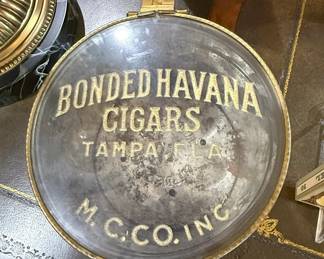 BONDED HAVANA
CIGARS
TAMPA FLA.
M.C.CO.INC.